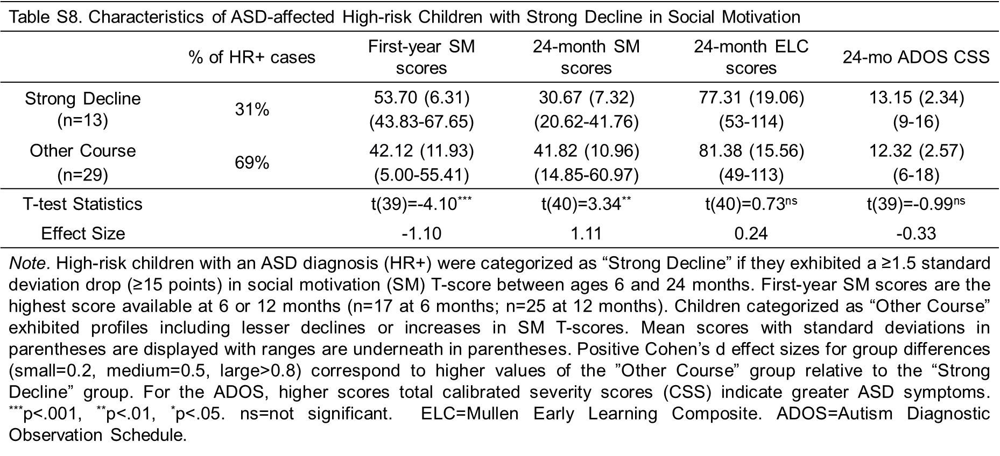 Table S8. Characteristics of ASD-affected High-risk Children with Strong Decline in Social Motivation
% of HR+ cases First-year SM scores 24-month SM scores 24-month ELC scores 24-mo ADOS CSS
Strong Decline (n=13) 31% 53.70 (6.31) 30.67 (7.32) 77.31 (19.06) 13.15 (2.34)
(43.83-67.65) (20.62-41.76) (53-114) (9-16)
Other Course (n=29) 69% 42.12 (11.93) 41.82 (10.96) 81.38 (15.56) 12.32 (2.57)
(5.00-55.41) (14.85-60.97) (49-113) (6-18)
T-test Statistics t(39)=-4.10*** t(40)=3.34** t(40)=0.73ns t(39)=-0.99ns
Effect Size -1.10 1.11 0.24 -0.33
Note. High-risk children with an ASD diagnosis (HR+) were categorized as “Strong Decline” if they exhibited a ≥1.5 standard
deviation drop (≥15 points) in social motivation (SM) T-score between ages 6 and 24 months. First-year SM scores are the
highest score available at 6 or 12 months (n=17 at 6 months; n=25 at 12 months). Children categorized as “Other Course”
exhibited profiles including lesser declines or increases in SM T-scores. Mean scores with standard deviations in
parentheses are displayed with ranges are underneath in parentheses. Positive Cohen’s d effect sizes for group differences
(small=0.2, medium=0.5, large>0.8) correspond to higher values of the ”Other Course” group relative to the “Strong
Decline” group. For the ADOS, higher scores total calibrated severity scores (CSS) indicate greater ASD symptoms.
***p<.001, **p<.01, *p<.05. ns=not significant. ELC=Mullen Early Learning Composite. ADOS=Autism Diagnostic
Observation Schedule.